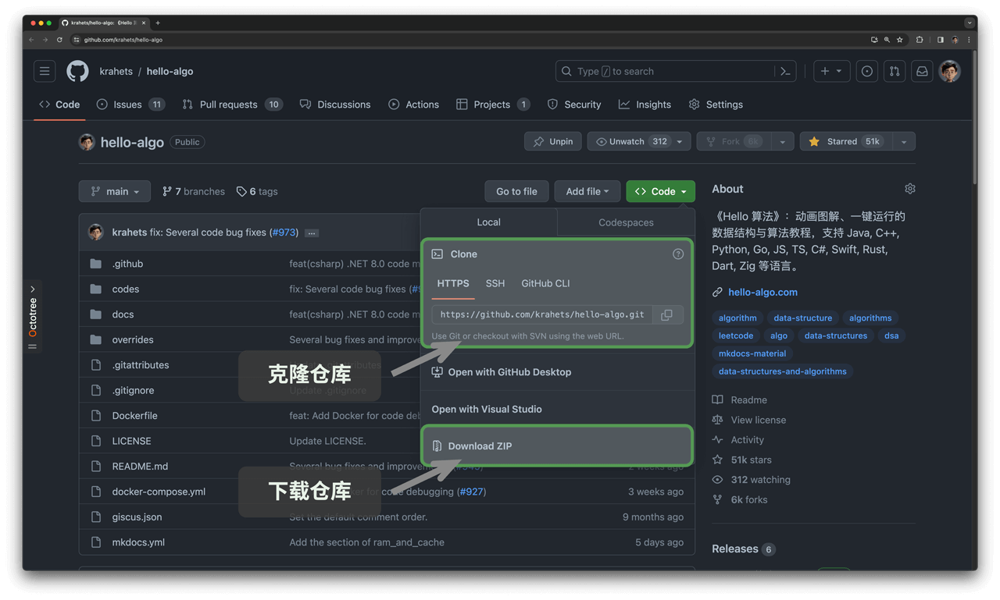 krahets/hello-algo: 《Hello
github.com/krahets/hello-algo
krahets / hello-algo
Type / to search
Code
Issues 11
Pull requests 10
Discussions
Actions
Projects 1
Security
Insights
Settings
hello-algo Public
Unpin
Unwatch 312
Fork 6k
Starred 51k
main
7 branches
6 tags
Go to file
Add file
Code
krahets fix: Several code bug fixes (#973) ...
.github feat(csharp) .NET 8.0 code m
codes fix: Several code bug fixes (#
docs feat(csharp) .NET 8.0 code m
overrides Several bug fixes and improve
.gitattributes
.gitignore Update .gitignore
Dockerfile feat: Add Docker for code deb
LICENSE Update LICENSE.
README.md Several bug fixes and improvem 2 weeks ago
docker-compose.yml for code debugging (#927) 3 weeks ago
giscus.json Set the default comment order. 9 months ago
mkdocs.yml Add the section of ram_and_cache 5 days ago
Octotree
Local
Codespaces
Clone
HTTPS
SSH
GitHub CLI
https://github.com/krahets/hello-algo.git
Use Git or checkout with SVN using the web URL.
Open with GitHub Desktop
Open with Visual Studio
Download ZIP
克隆仓库
下载仓库
About
《Hello 算法》：动画图解、一键运行的
数据结构与算法教程，支持 Java, C++,
Python, Go, JS, TS, C#, Swift, Rust,
Dart, Zig 等语言。
hello-algo.com
algorithm data-structure algorithms
leetcode algo data-structures dsa
mkdocs-material
data-structures-and-algorithms
Readme
View license
Activity
51k stars
312 watching
6k forks
Releases 6